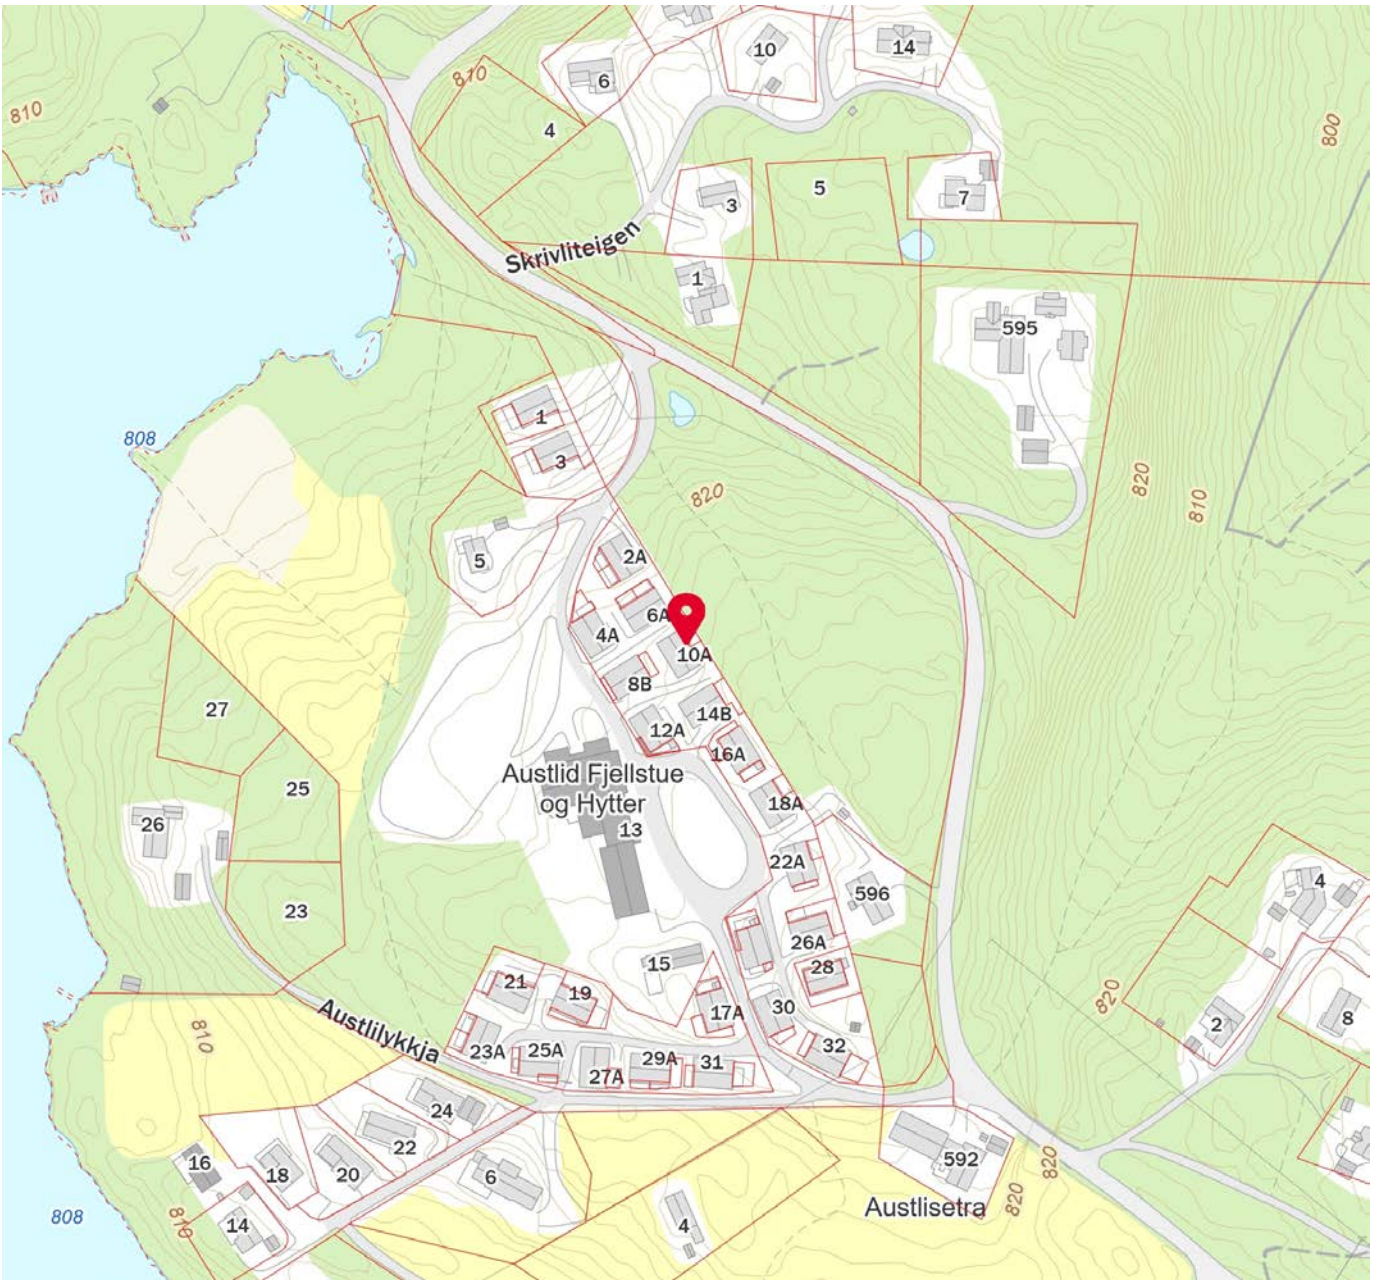 10
14
6
810
810
4
800
5
3
7
Skrivliteigen
1
595
1
808
3
820
820
810
5
2A
6A
4A
10A
8B
27
14B
12A
16A
Austlid Fjellstue
og Hytter
25
18A
26
13
22A
4
596
23
26A
15
28
21
19
820
30
17A
2
8
Austlilykkja
810
32
23A
25A
29A
31
27A
24
22
592
820
16
18
20
6
820
Austlisetra
808
810
14
4